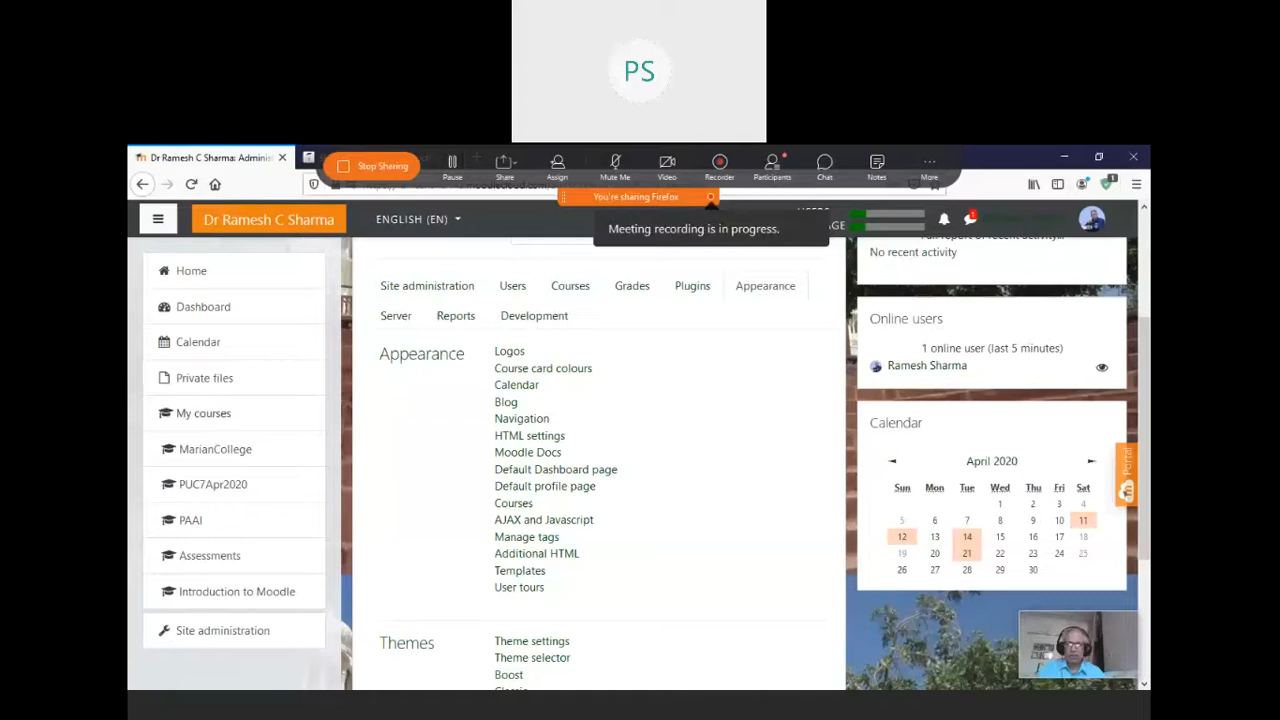 PS
Dr Ramesh C Sharma: Adminis
Stop Sharing
Pause
Share
Assign
Mute Me
Video
Recorder
Participants
Chat
Notes
More
You're sharing Firefox
Meeting recording is in progress.
Dr Ramesh C Sharma
ENGLISH (EN)
Home
Dashboard
Calendar
Private files
My courses
MarianCollege
PUC7Apr2020
PAAI
Assessments
Introduction to Moodle
Site administration
Site administration Users Courses Grades Plugins Appearance
Server Reports Development
Appearance
Logos
Course card colours
Calendar
Blog
Navigation
HTML settings
Moodle Docs
Default Dashboard page
Default profile page
Courses
AJAX and Javascript
Manage tags
Additional HTML
Templates
User tours
Themes
Theme settings
Theme selector
Boost
No recent activity
Online users
1 online user (last 5 minutes)
Ramesh Sharma
Calendar
April 2020
Sun Mon Tue Wed Thu Fri Sat
1 2 3 4
5 6 7 8 9 10 11
12 13 14 15 16 17 18
19 20 21 22 23 24 25
26 27 28 29 30
Portal